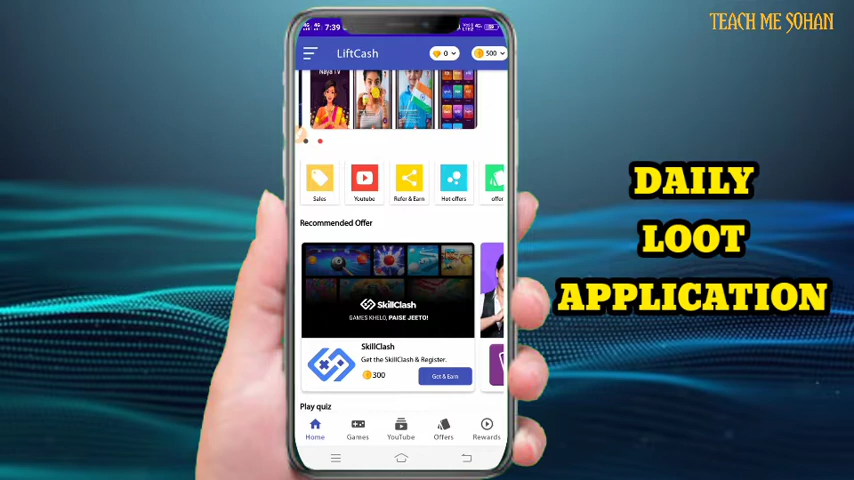 TEACH ME SOHAN
7:39
LiftCash
0
500
Naya TV
Sales
Youtube
Refer & Earn
Hot offers
offer
Recommended Offer
SkillClash
GAMES KHELO, PAISE JEETO!
SkillClash
Get the SkillClash & Register.
300
Get & Earn
Play quiz
Home
Games
YouTube
Offers
Rewards
DAILY
LOOT
APPLICATION